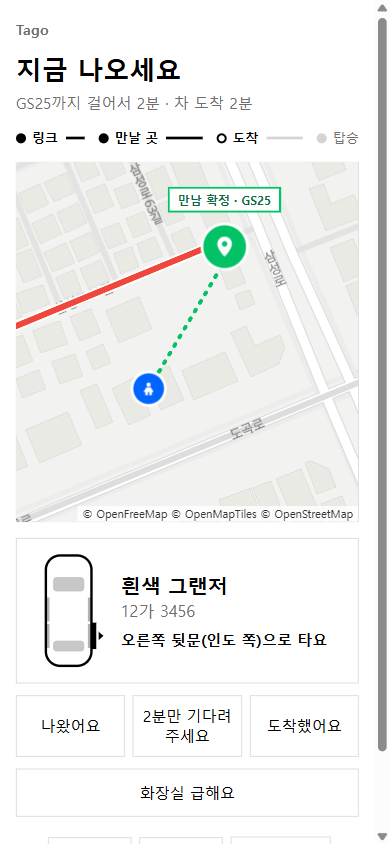 Tago
지금 나오세요
GS25까지 걸어서 2분 · 차 도착 2분
링크 만날 곳 도착 탑승
만남 확정 · GS25
도곡로
© OpenFreeMap © OpenMapTiles © OpenStreetMap
흰색 그랜저
12가 3456
오른쪽 뒷문(인도 쪽)으로 타요
나왔어요
2분만 기다려
주세요
도착했어요
화장실 급해요